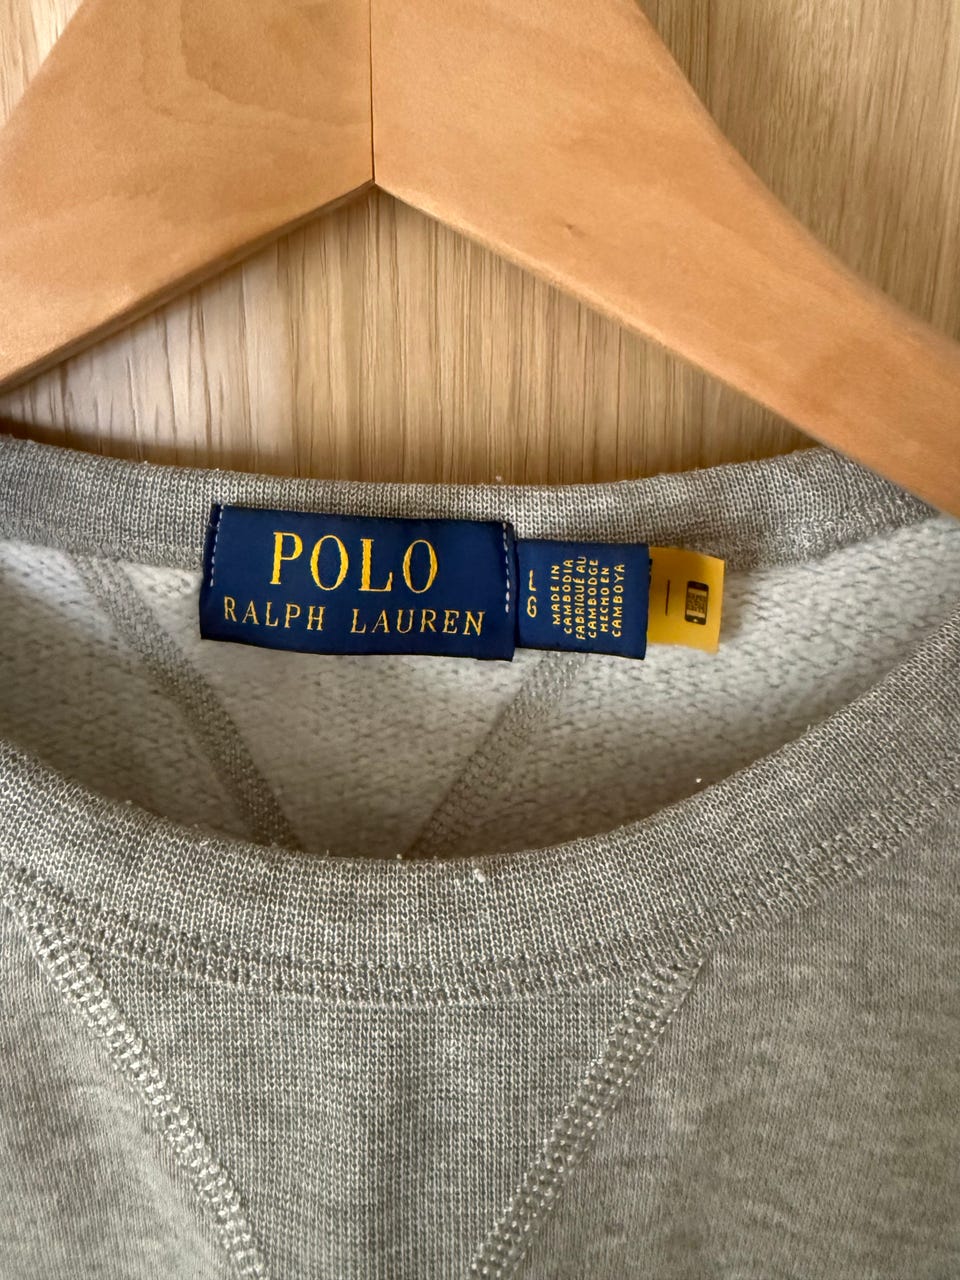 POLO
RALPH LAUREN
L
G
MADE IN
CAMBODIA
FABRIQUÉ AU
CAMBODGE
HECHO EN
CAMBOYA